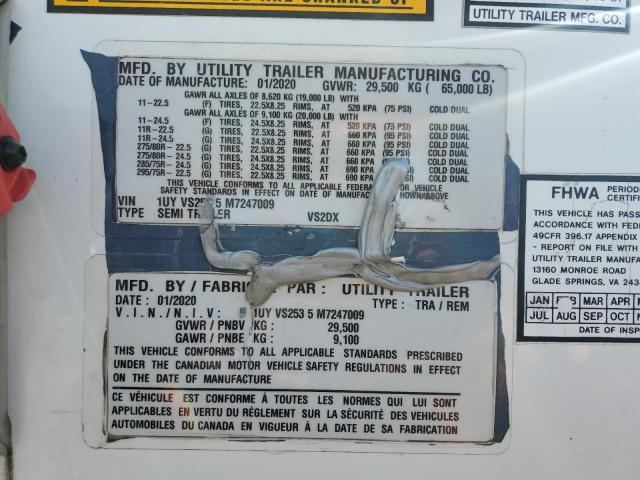 UTILITY TRAILER MFG. CO.
MFD. BY UTILITY TRAILER MANUFACTURING CO.
DATE OF MANUFACTURE: 01/2020 GVWR: 29,500 KG ( 65,000 LB)
GAWR ALL AXLES OF 8,620 KG (19,000 LB) WITH
11-22.5 (F) TIRES, 22.5X8.25 RIMS, AT 520 KPA (75 PSI) COLD DUAL
GAWR ALL AXLES OF 9,100 KG (20,000 LB) WITH
11-24.5 (F) TIRES, 24.5X8.25 RIMS, AT 520 KPA (75 PSI) COLD DUAL
11R-22.5 (G) TIRES, 22.5X8.25 RIMS, AT 660 KPA (95 PSI) COLD DUAL
11R-24.5 (G) TIRES, 24.5X8.25 RIMS, AT 660 KPA (95 PSI) COLD DUAL
275/80R-22.5 (G) TIRES, 22.5X8.25 RIMS, AT 660 KPA (95 PSI) COLD DUAL
275/80R-24.5 (G) TIRES, 24.5X8.25 RIMS, AT 660 KPA (95 PSI) COLD DUAL
285/75R-24.5 (G) TIRES, 24.5X8.25 RIMS, AT 690 KPA COLD DUAL
295/75R-22.5 (G) TIRES, 22.5X8.25 RIMS, AT 690 KPA COLD DUAL
THIS VEHICLE CONFORMS TO ALL APPLICABLE FEDERAL MOTOR VEHICLE
SAFETY STANDARDS IN EFFECT ON DATE OF MANUFACTURE SHOWN ABOVE
VIN 1UY VS253 5 M7247009
TYPE SEMI TRAILER VS2DX
MFD. BY / FABRIQUÉ PAR : UTILITY TRAILER
DATE : 01/2020 TYPE : TRA / REM
V.I.N./N.I.V: 1UY VS253 5 M7247009
GVWR / PNBV KG : 29,500
GAWR / PNBE KG : 9,100
THIS VEHICLE CONFORMS TO ALL APPLICABLE STANDARDS PRESCRIBED
UNDER THE CANADIAN MOTOR VEHICLE SAFETY REGULATIONS IN EFFECT
ON THE DATE OF MANUFACTURE
CE VÉHICULE EST CONFORME À TOUTES LES NORMES QUI LUI SONT
APPLICABLES EN VERTU DU RÉGLEMENT SUR LA SÉCURITÉ DES VEHICULES
AUTOMOBILES DU CANADA EN VIGUEUR À LA DATE DE SA FABRICATION
FHWA
PERIOD
CERTIF
THIS VEHICLE HAS PASS
ACCORDANCE WITH FEDE
49CFR 396.17 APPENDIX
- REPORT ON FILE WITH
UTILITY TRAILER MANUF
13160 MONROE ROAD
GLADE SPRINGS, VA 243
JAN FEB MAR APR M
JUL AUG SEP OCT N
DATE OF INSP